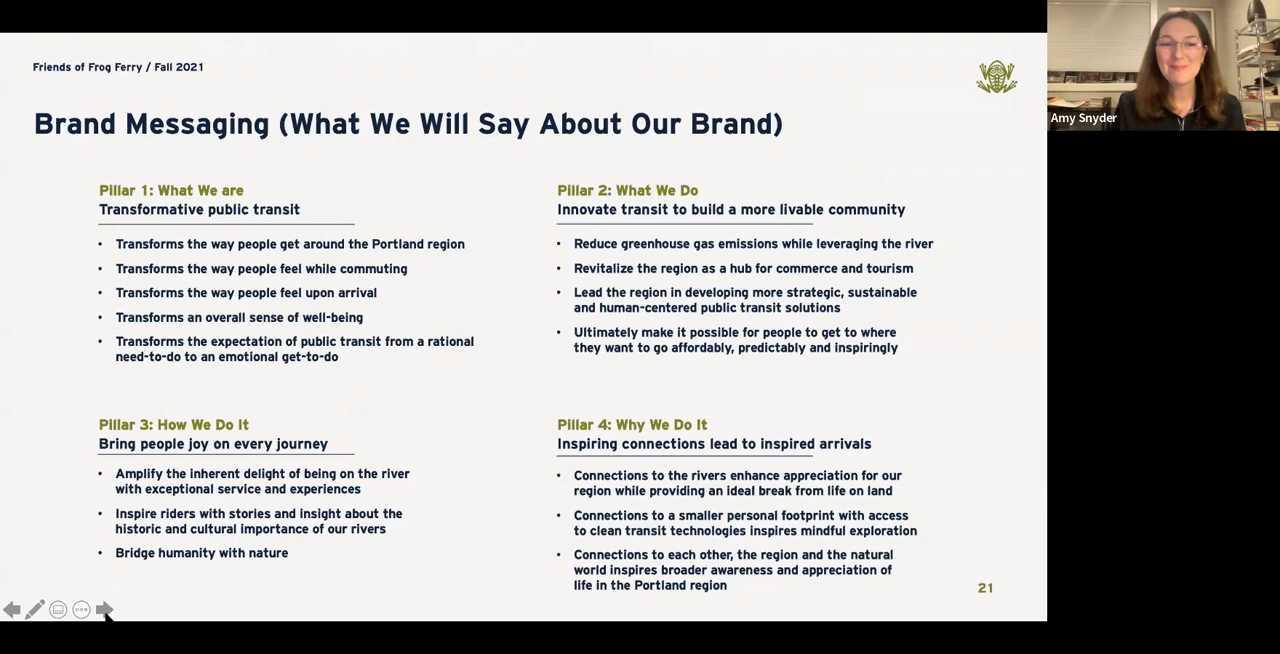 Friends of Frog Ferry / Fall 2021
Brand Messaging (What We Will Say About Our Brand)
Pillar 1: What We are
Transformative public transit
• Transforms the way people get around the Portland region
• Transforms the way people feel while commuting
• Transforms the way people feel upon arrival
• Transforms an overall sense of well-being
• Transforms the expectation of public transit from a rational
need-to-do to an emotional get-to-do
Pillar 2: What We Do
Innovate transit to build a more livable community
• Reduce greenhouse gas emissions while leveraging the river
• Revitalize the region as a hub for commerce and tourism
• Lead the region in developing more strategic, sustainable
and human-centered public transit solutions
• Ultimately make it possible for people to get to where
they want to go affordably, predictably and inspiringly
Pillar 3: How We Do It
Bring people joy on every journey
• Amplify the inherent delight of being on the river
with exceptional service and experiences
• Inspire riders with stories and insight about the
historic and cultural importance of our rivers
• Bridge humanity with nature
Pillar 4: Why We Do It
Inspiring connections lead to inspired arrivals
• Connections to the rivers enhance appreciation for our
region while providing an ideal break from life on land
• Connections to a smaller personal footprint with access
to clean transit technologies inspires mindful exploration
• Connections to each other, the region and the natural
world inspires broader awareness and appreciation of
life in the Portland region
21
Amy Snyder